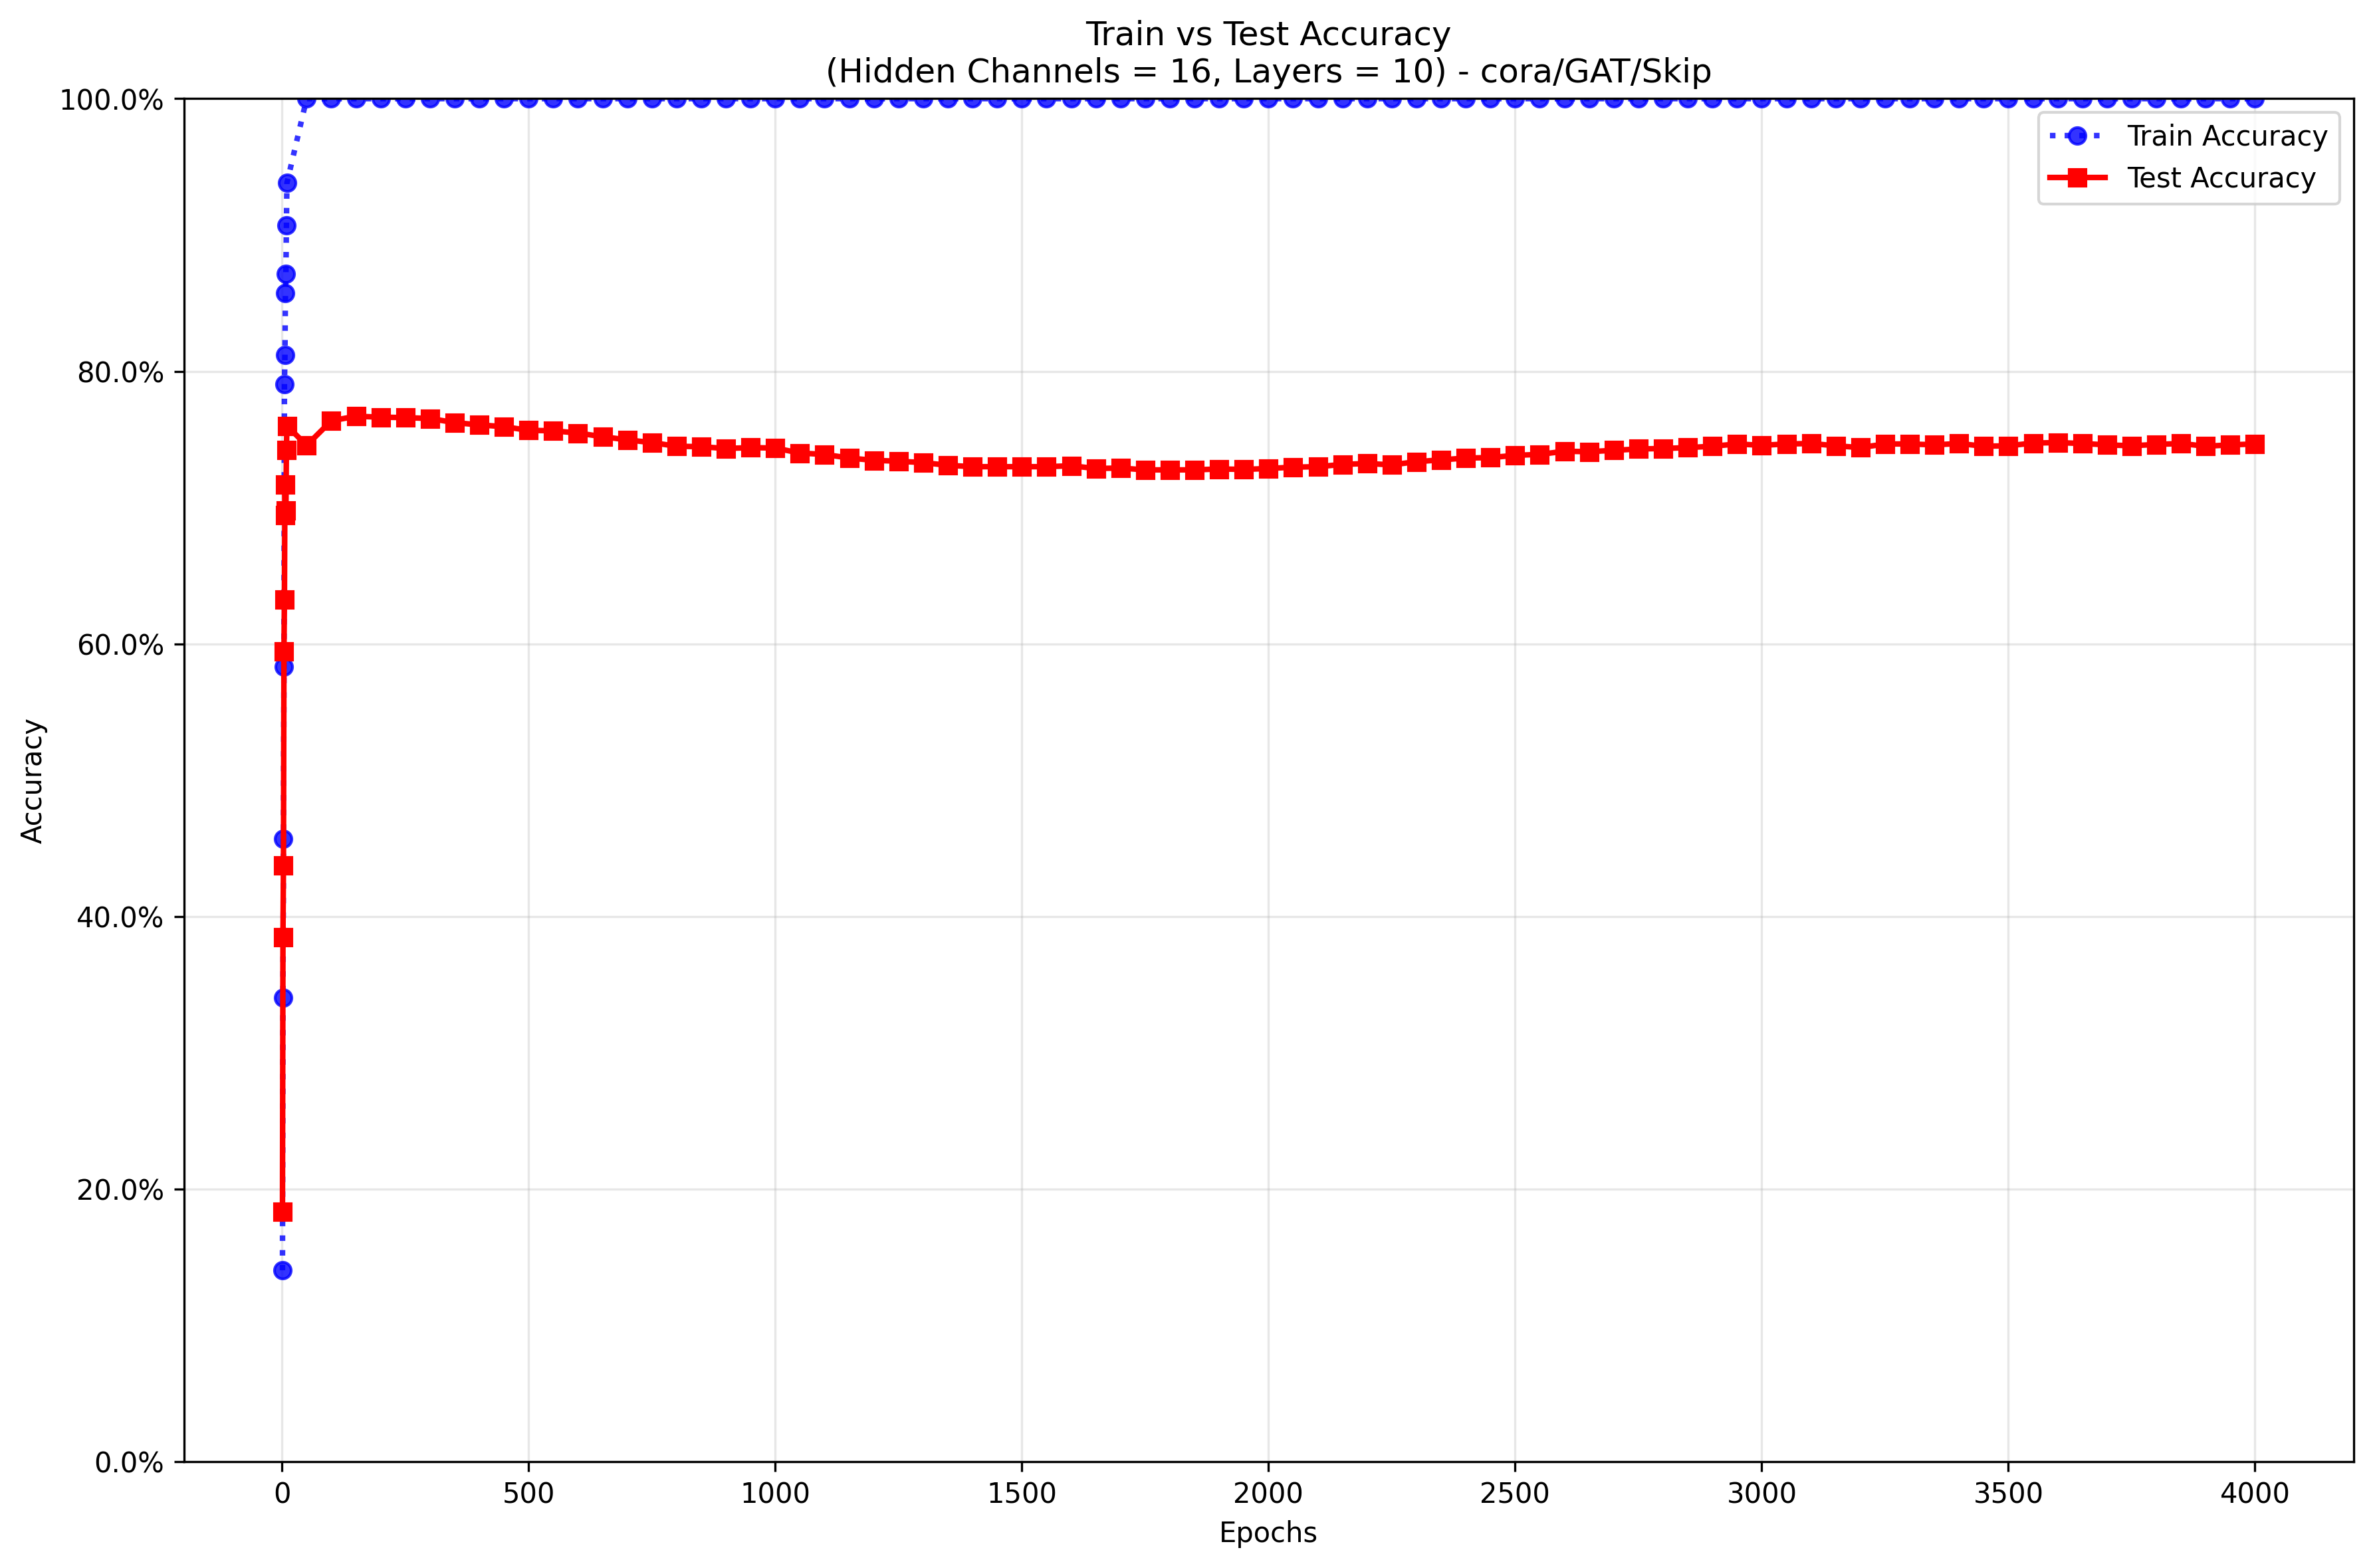 Train vs Test Accuracy
(Hidden Channels = 16, Layers = 10) - cora/GAT/Skip
100.0%
80.0%
60.0%
40.0%
20.0%
0.0%
Accuracy
Train Accuracy
Test Accuracy
0 500 1000 1500 2000 2500 3000 3500 4000
Epochs